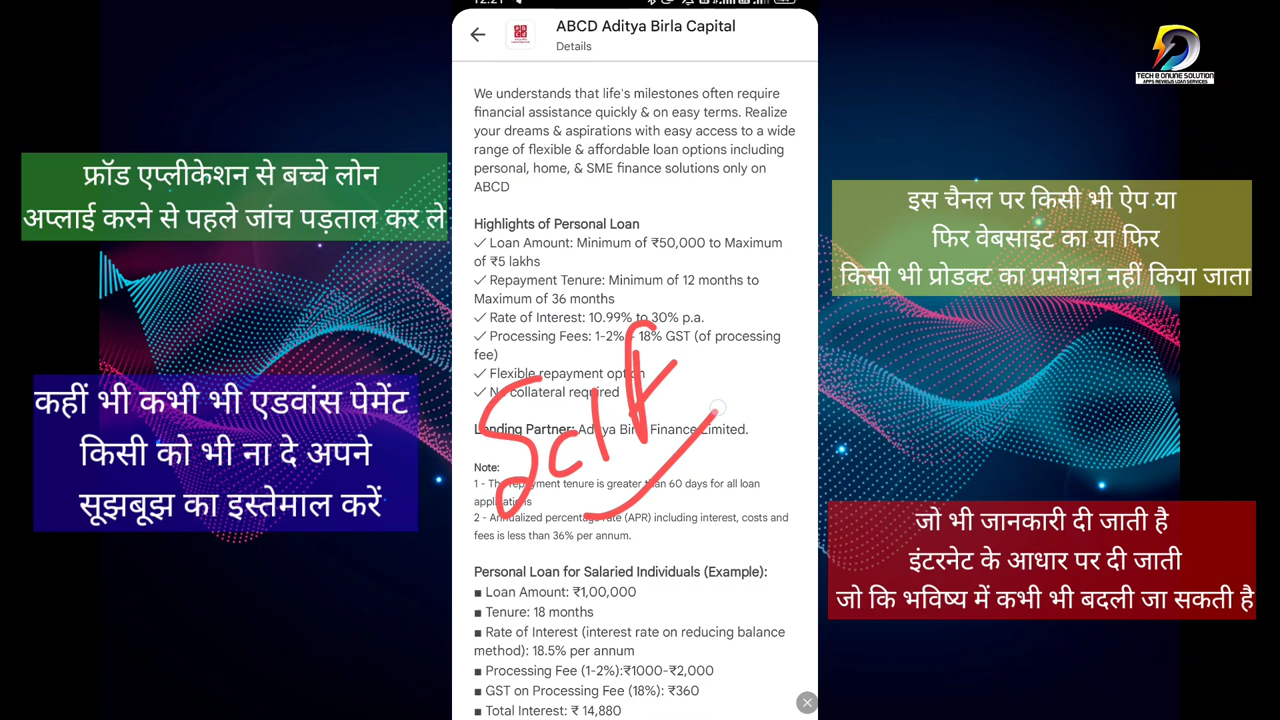 12:21
ABCD Aditya Birla Capital
Details
TECH & ONLINE SOLUTION
APPS REVIEWS LOAN SERVICES
We understands that life's milestones often require
financial assistance quickly & on easy terms. Realize
your dreams & aspirations with easy access to a wide
range of flexible & affordable loan options including
personal, home, & SME finance solutions only on
ABCD
Highlights of Personal Loan
✓ Loan Amount: Minimum of ₹50,000 to Maximum
of ₹5 lakhs
✓ Repayment Tenure: Minimum of 12 months to
Maximum of 36 months
✓ Rate of Interest: 10.99% to 30% p.a.
✓ Processing Fees: 1-2% + 18% GST (of processing
fee)
✓ Flexible repayment option
✓ No collateral required
Lending Partner: Aditya Birla Finance Limited.
Note:
1 - The repayment tenure is greater than 60 days for all loan
applications
2 - Annualized percentage rate (APR) including interest, costs and
fees is less than 36% per annum.
Personal Loan for Salaried Individuals (Example):
■ Loan Amount: ₹1,00,000
■ Tenure: 18 months
■ Rate of Interest (interest rate on reducing balance
method): 18.5% per annum
■ Processing Fee (1-2%):₹1000-₹2,000
■ GST on Processing Fee (18%): ₹360
■ Total Interest: ₹ 14,880
Self
फ्रॉड एप्लीकेशन से बच्चे लोन
अप्लाई करने से पहले जांच पड़ताल कर ले
कहीं भी कभी भी एडवांस पेमेंट
किसी को भी ना दे अपने
सूझबूझ का इस्तेमाल करें
इस चैनल पर किसी भी ऐप या
फिर वेबसाइट का या फिर
किसी भी प्रोडक्ट का प्रमोशन नहीं किया जाता
जो भी जानकारी दी जाती है
इंटरनेट के आधार पर दी जाती
जो कि भविष्य में कभी भी बदली जा सकती है